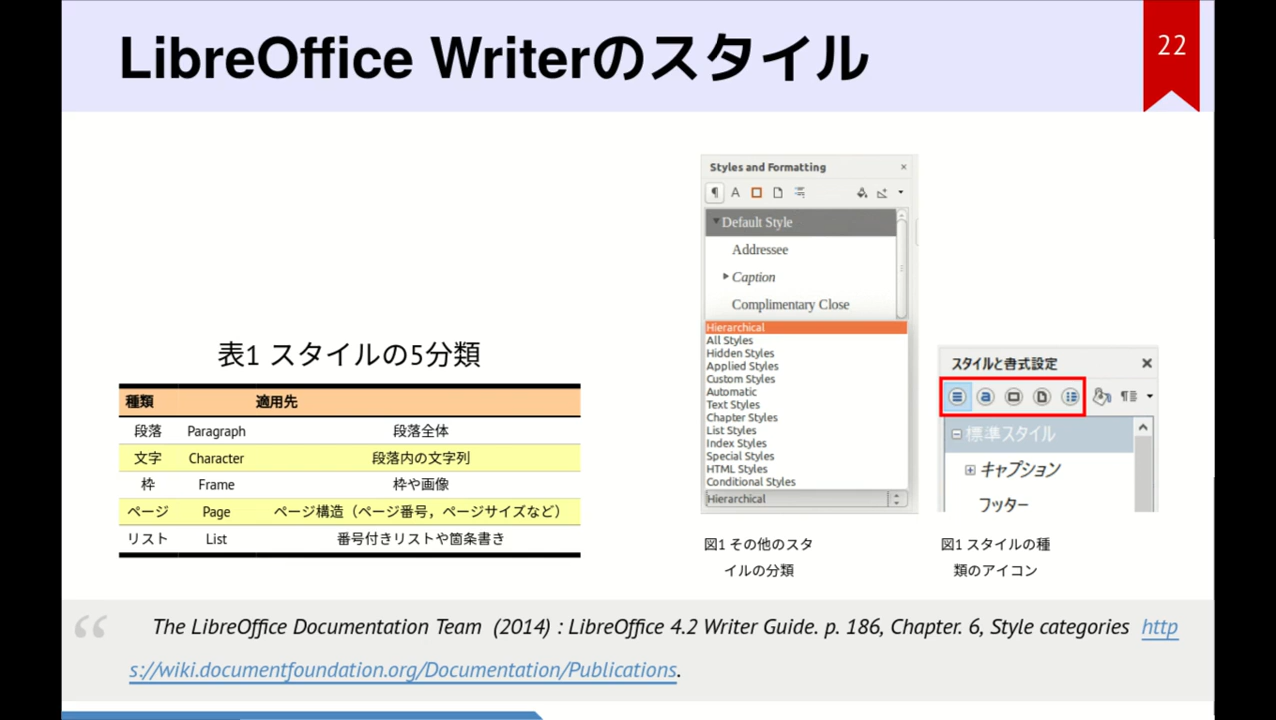 LibreOffice Writerのスタイル
22
表1 スタイルの5分類
種類 適用先
段落 Paragraph 段落全体
文字 Character 段落内の文字列
枠 Frame 枠や画像
ページ Page ページ構造（ページ番号，ページサイズなど）
リスト List 番号付きリストや箇条書き
Styles and Formatting
Default Style
Addressee
Caption
Complimentary Close
Hierarchical
All Styles
Hidden Styles
Applied Styles
Custom Styles
Automatic
Text Styles
Chapter Styles
List Styles
Index Styles
Special Styles
HTML Styles
Conditional Styles
Hierarchical
図1 その他のスタ
イルの分類
スタイルと書式設定
標準スタイル
キャプション
フッター
図1 スタイルの種
類のアイコン
The LibreOffice Documentation Team (2014) : LibreOffice 4.2 Writer Guide. p. 186, Chapter. 6, Style categories http
s://wiki.documentfoundation.org/Documentation/Publications.